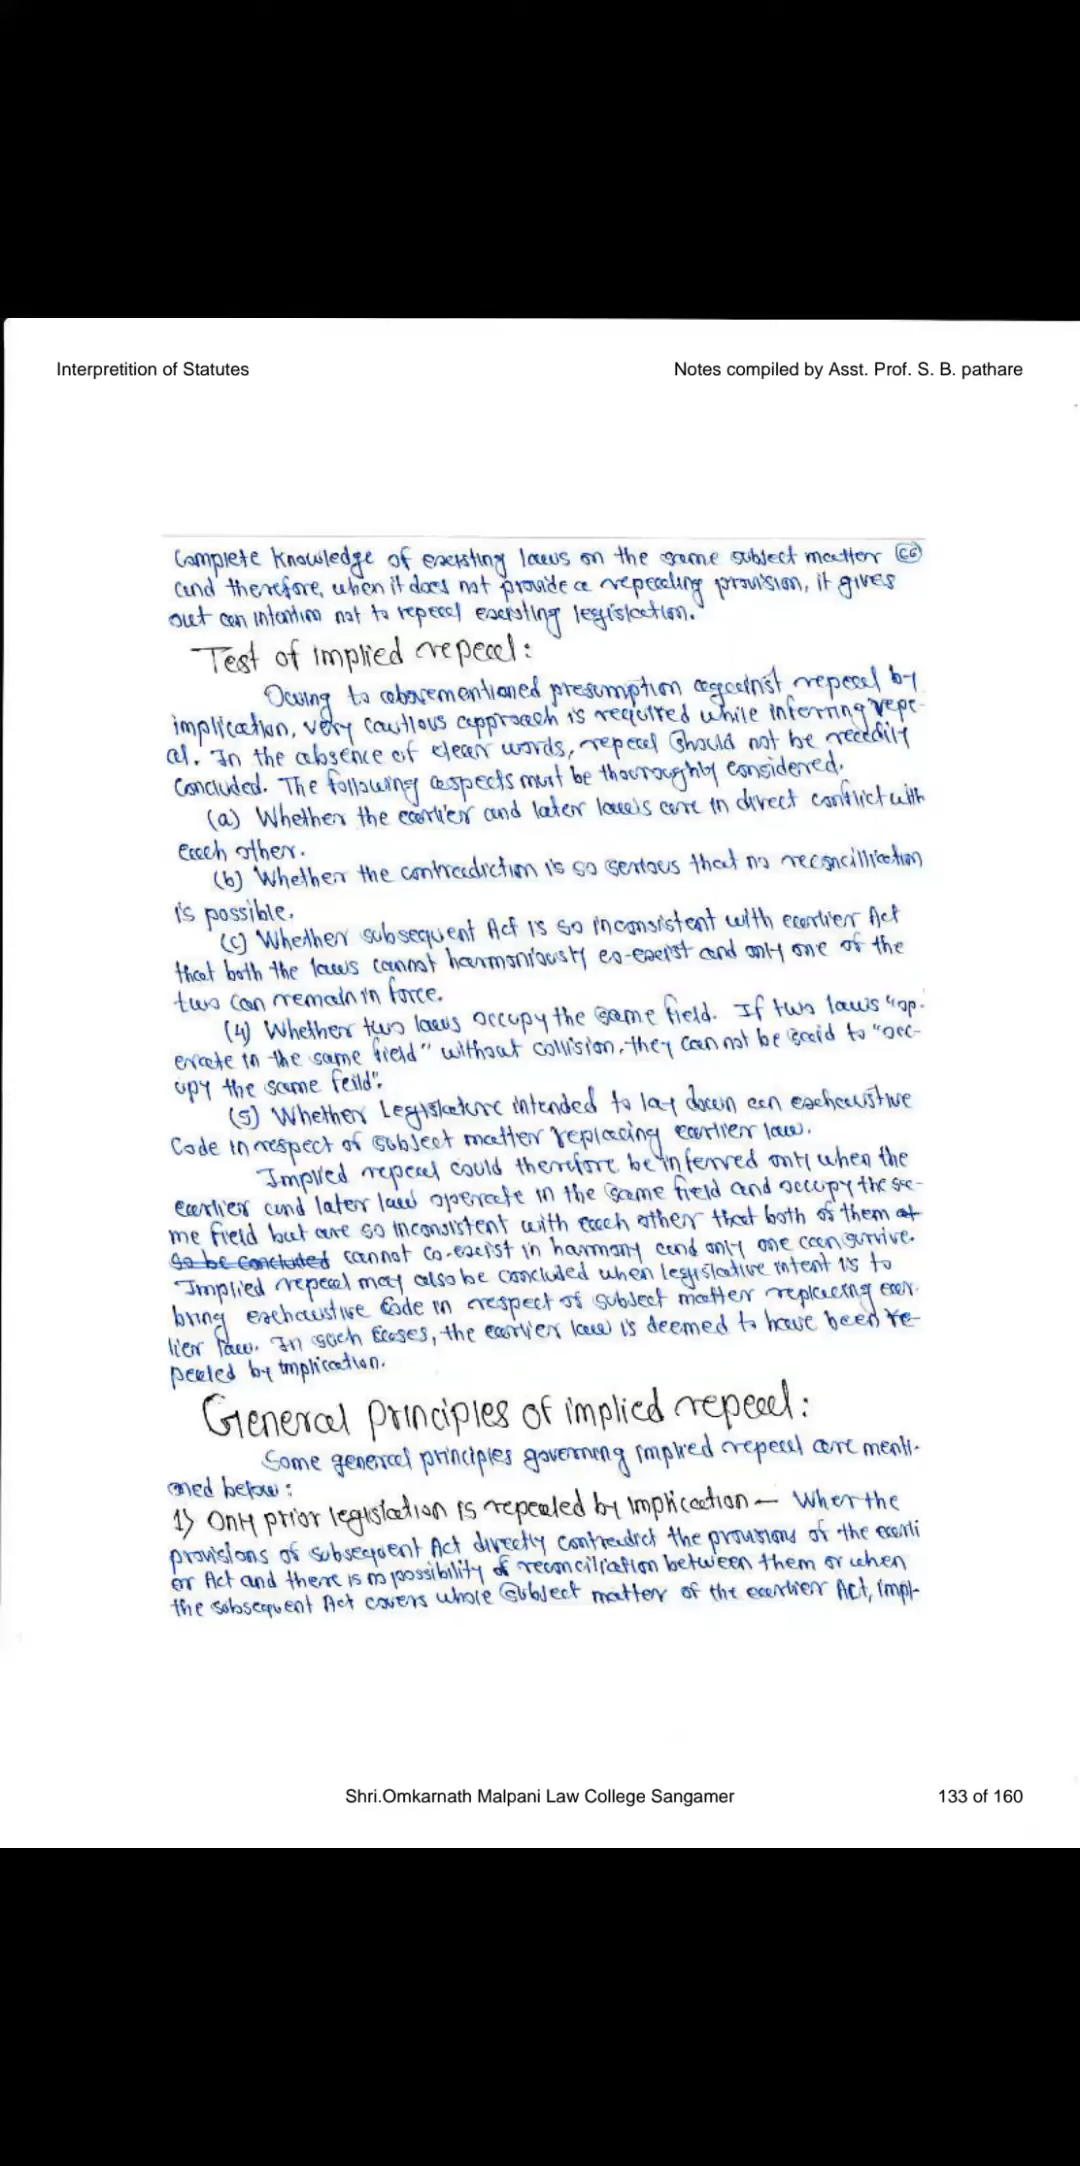 Interpretition of Statutes
Notes compiled by Asst. Prof. S. B. pathare
Complete knowledge of existing laws on the same subject matter
66
and therefore, when it does not provide a repealing provision, it gives
out an intention not to repeal existing legislation.
Test of implied repeal:
Owing to abovementioned presumption against repeal by
implication, very cautious approach is required while inferring repe-
al. In the absence of clear words, repeal should not be readily
concluded. The following aspects must be thoroughly considered.
(a) Whether the earlier and later laws are in direct conflict with
each other.
(b) Whether the contradiction is so serious that no reconcilliation
is possible.
(c) Whether subsequent Act is so inconsistent with earlier Act
that both the laws cannot harmoniously co-exist and only one of the
two can remain in force.
(4) Whether two laws occupy the same field. If two laws "op-
erate in the same field" without collision, they can not be said to "occ-
upy the same feild".
(5) Whether Legislature intended to lay down an exhaustive
Code in respect of subject matter replacing earlier law.
Implied repeal could therefore be inferred only when the
earlier and later law operate in the same field and occupy the sa-
me field but are so inconsistent with each other that both of them at
so be concluded cannot co-exist in harmony and only one can survive.
Implied repeal may also be concluded when legislative intent is to
bring exhaustive code in respect of subject matter replacing ear-
lier law. In such cases, the earlier law is deemed to have been re-
pealed by implication.
General principles of implied repeal:
Some general principles governing implied repeal are menti-
oned below:
1) Only prior legislation is repealed by implication — When the
provisions of subsequent Act directly contradict the provisions of the earli
er Act and there is no possibility of reconciliation between them or when
the subsequent Act covers whole subject matter of the earlier Act, impl-
Shri.Omkarnath Malpani Law College Sangamer
133 of 160